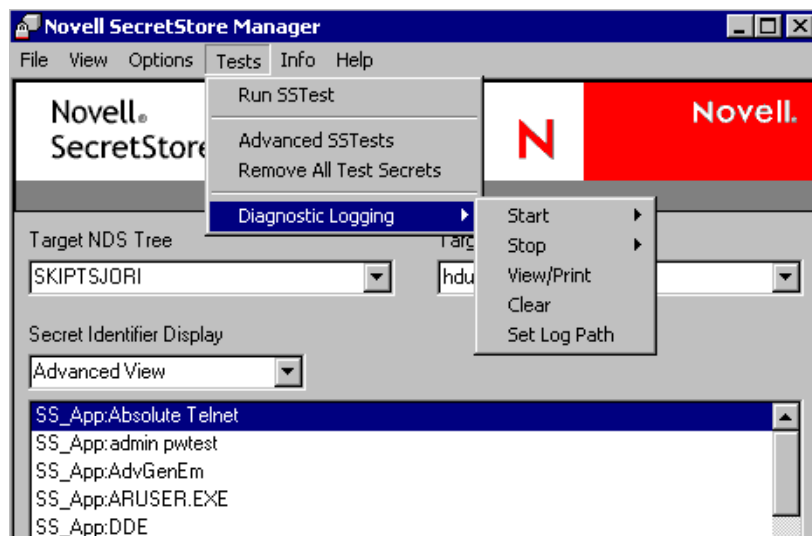 Novell SecretStore Manager
File View Options Tests Info Help
Novell®
SecretStore
N
Novell.
Run SSTest
Advanced SSTests
Remove All Test Secrets
Diagnostic Logging
Start
Stop
View/Print
Clear
Set Log Path
Target NDS Tree
Targ
SKIPTSJORI
hdu
Secret Identifier Display
Advanced View
SS_App:Absolute Telnet
SS_App:admin pwtest
SS_App:AdvGenEm
SS_App:ARUSER.EXE
SS_App:DDE